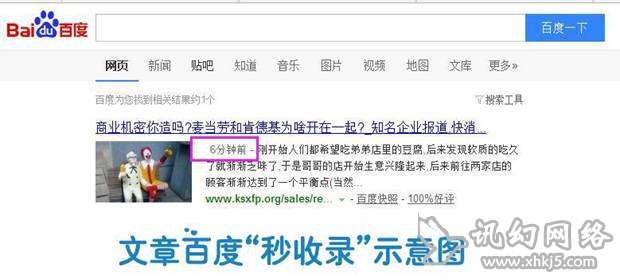 Bai du 百度
百度一下
网页 新闻 贴吧 知道 音乐 图片 视频 地图 文库 更多»
百度为您找到相关结果约1个
搜索工具
商业机密你造吗?麦当劳和肯德基为啥开在一起?_知名企业报道,快消...
6分钟前 - 刚开始人们都希望吃弟弟店里的豆腐,后来发现软质的吃久
了就渐渐乏味了,于是哥哥的店开始生意兴隆起来,后来前往两家店的
顾客渐渐达到了一个平衡点(当然...
www.ksxfp.org/sales/re... - 百度快照 - 100%好评
文章百度“秒收录”示意图
讯幻网络
www.xhkj5.com